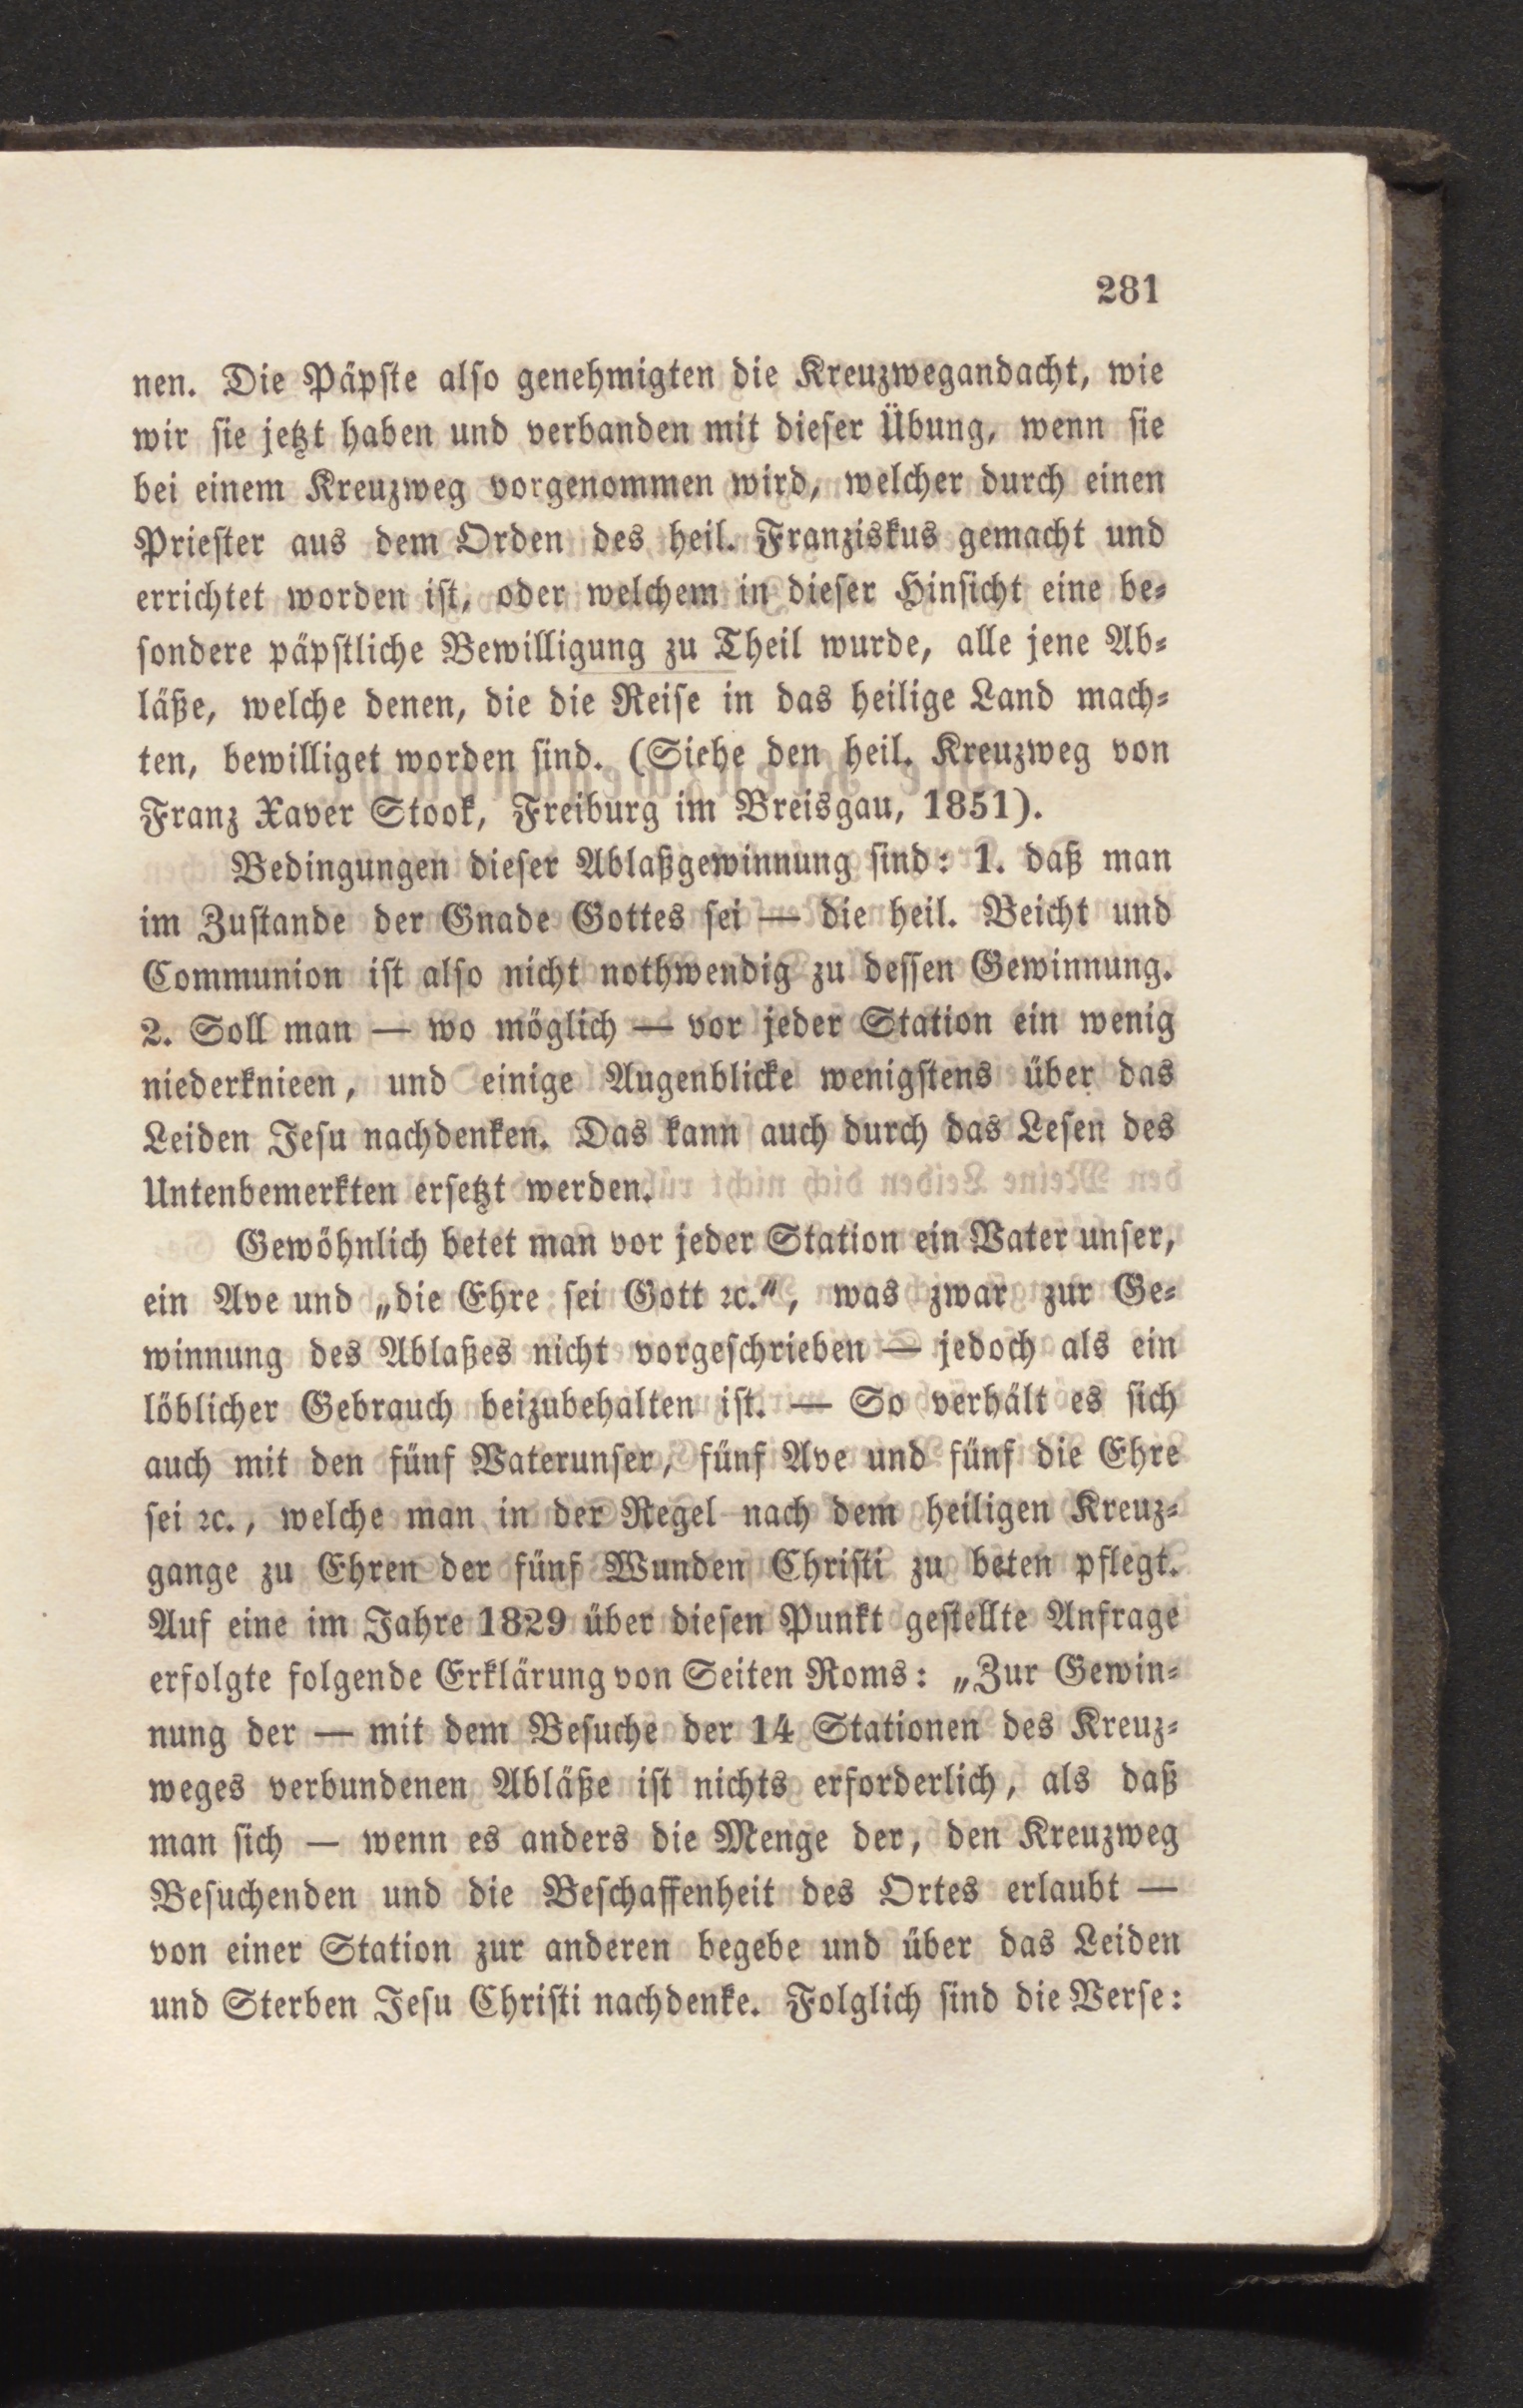 281
nen. Die Päpste also genehmigten die Kreuzwegandacht, wie
wir sie jetzt haben und verbanden mit dieser Übung, wenn sie
bei einem Kreuzweg vorgenommen wird, welcher durch einen
Priester aus dem Orden des heil. Franziskus gemacht und
errichtet worden ist, oder welchem in dieser Hinsicht eine be-
sondere päpstliche Bewilligung zu Theil wurde, alle jene Ab-
läße, welche denen, die die Reise in das heilige Land mach-
ten, bewilliget worden sind. (Siehe den heil. Kreuzweg von
Franz Xaver Stook, Freiburg im Breisgau, 1851).
Bedingungen dieser Ablaßgewinnung sind: 1. daß man
im Zustande der Gnade Gottes sei — die heil. Beicht und
Communion ist also nicht nothwendig zu dessen Gewinnung.
2. Soll man — wo möglich — vor jeder Station ein wenig
niederknieen, und einige Augenblicke wenigstens über das
Leiden Jesu nachdenken. Das kann auch durch das Lesen des
Untenbemerkten ersetzt werden.
Gewöhnlich betet man vor jeder Station ein Vater unser,
ein Ave und „die Ehre sei Gott ꝛc.“, was zwar zur Ge-
winnung des Ablaßes nicht vorgeschrieben — jedoch als ein
löblicher Gebrauch beizubehalten ist. — So verhält es sich
auch mit den fünf Vaterunser, fünf Ave und fünf die Ehre
sei ꝛc., welche man in der Regel nach dem heiligen Kreuz-
gange zu Ehren der fünf Wunden Christi zu beten pflegt.
Auf eine im Jahre 1829 über diesen Punkt gestellte Anfrage
erfolgte folgende Erklärung von Seiten Roms: „Zur Gewin-
nung der — mit dem Besuche der 14 Stationen des Kreuz-
weges verbundenen Abläße ist nichts erforderlich, als daß
man sich — wenn es anders die Menge der, den Kreuzweg
Besuchenden und die Beschaffenheit des Ortes erlaubt —
von einer Station zur anderen begebe und über das Leiden
und Sterben Jesu Christi nachdenke. Folglich sind die Verse: